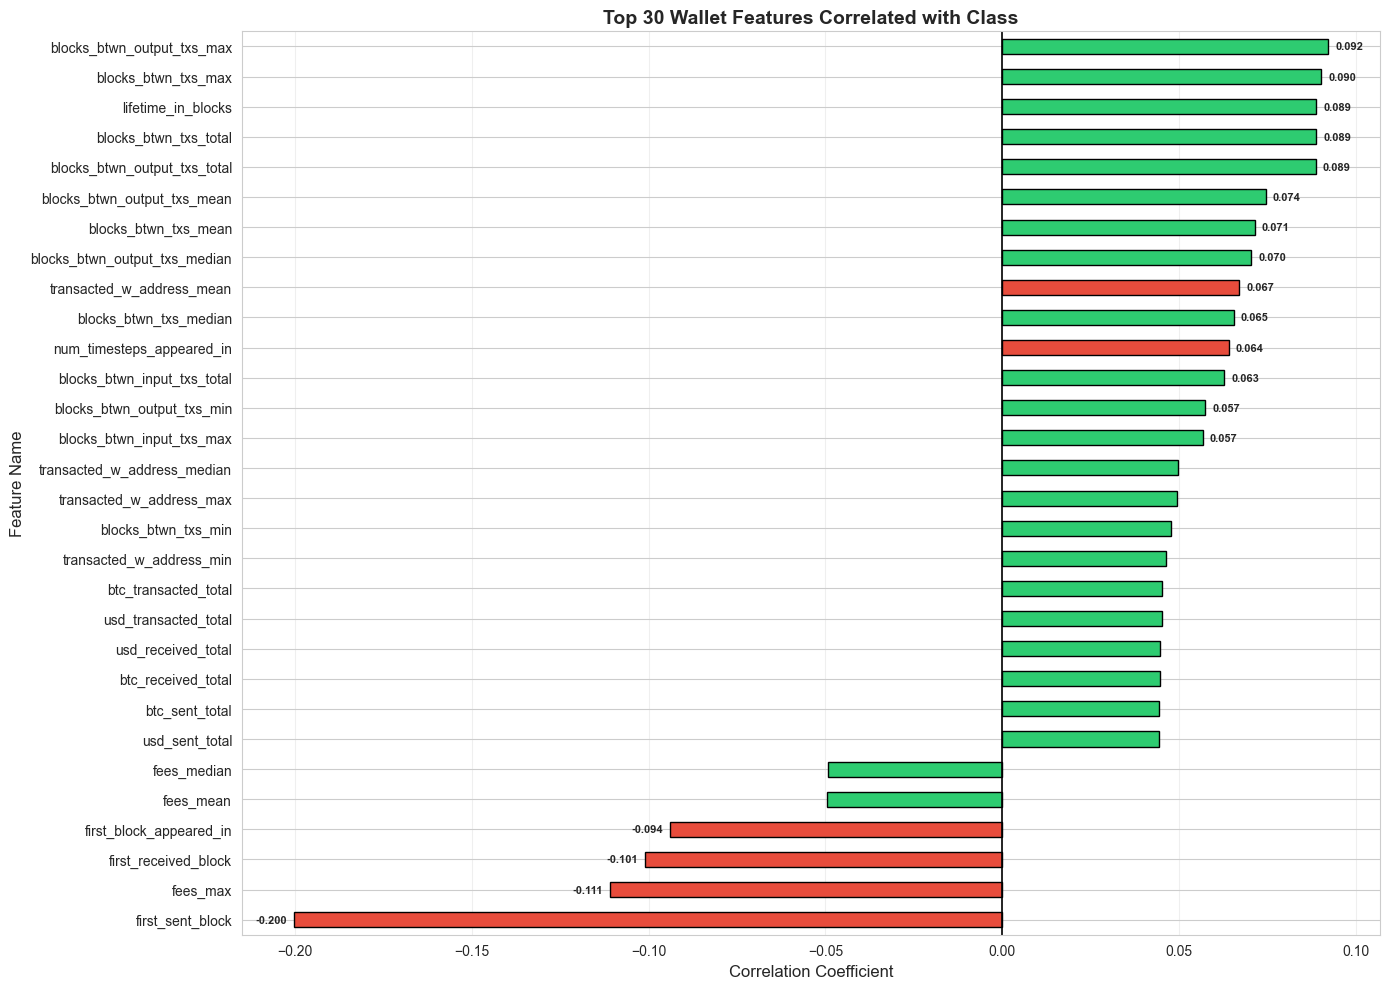 Top 30 Wallet Features Correlated with Class
Feature Name
blocks_btwn_output_txs_max 0.092
blocks_btwn_txs_max 0.090
lifetime_in_blocks 0.089
blocks_btwn_txs_total 0.089
blocks_btwn_output_txs_total 0.089
blocks_btwn_output_txs_mean 0.074
blocks_btwn_txs_mean 0.071
blocks_btwn_output_txs_median 0.070
transacted_w_address_mean 0.067
blocks_btwn_txs_median 0.065
num_timesteps_appeared_in 0.064
blocks_btwn_input_txs_total 0.063
blocks_btwn_output_txs_min 0.057
blocks_btwn_input_txs_max 0.057
transacted_w_address_median
transacted_w_address_max
blocks_btwn_txs_min
transacted_w_address_min
btc_transacted_total
usd_transacted_total
usd_received_total
btc_received_total
btc_sent_total
usd_sent_total
fees_median
fees_mean
first_block_appeared_in -0.094
first_received_block -0.101
fees_max -0.111
first_sent_block -0.200
−0.20 −0.15 −0.10 −0.05 0.00 0.05 0.10
Correlation Coefficient